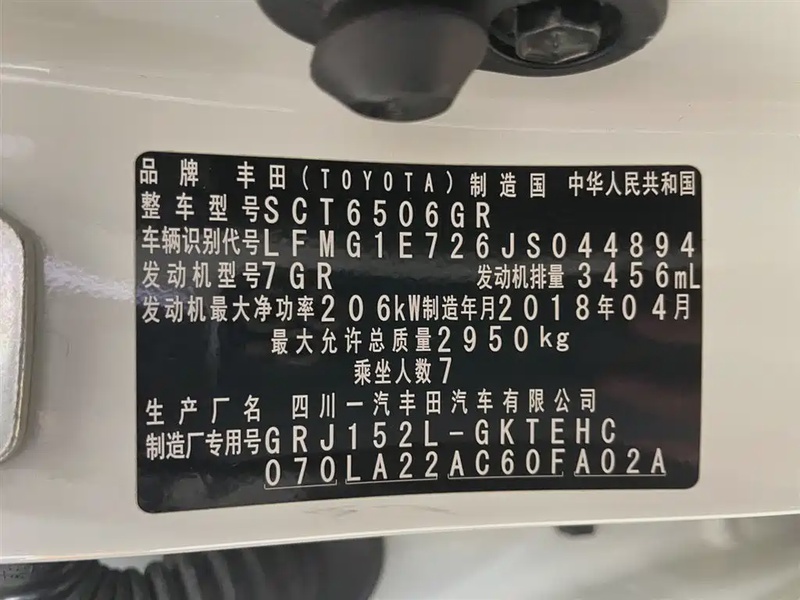 品牌 丰田(TOYOTA) 制造国 中华人民共和国
整车型号SCT6506GR
车辆识别代号LFMG1E726JS044894
发动机型号7GR 发动机排量3456mL
发动机最大净功率206kW制造年月2018年04月
最大允许总质量2950kg
乘坐人数7
生产厂名 四川一汽丰田汽车有限公司
制造厂专用号GRJ152L-GKTEHC
070LA22AC60FA02A